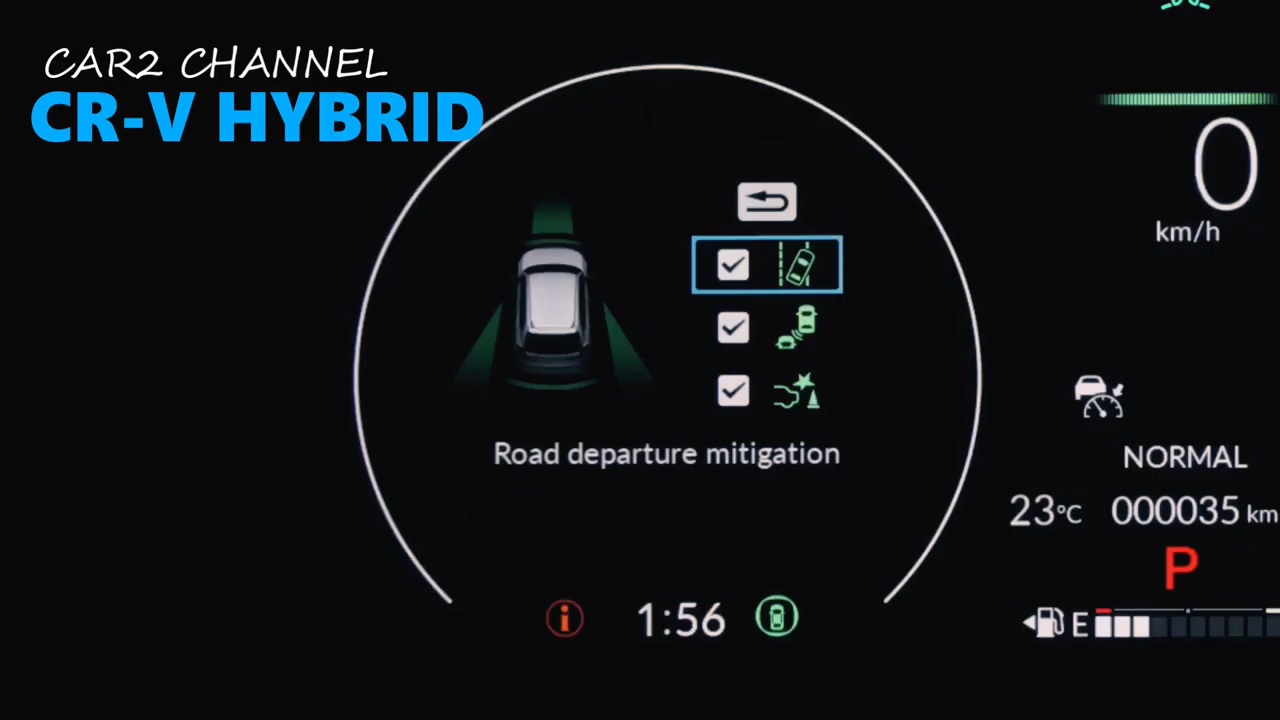 CAR2 CHANNEL
CR-V HYBRID
0
km/h
Road departure mitigation
NORMAL
23°C 000035 km
P
1:56
E